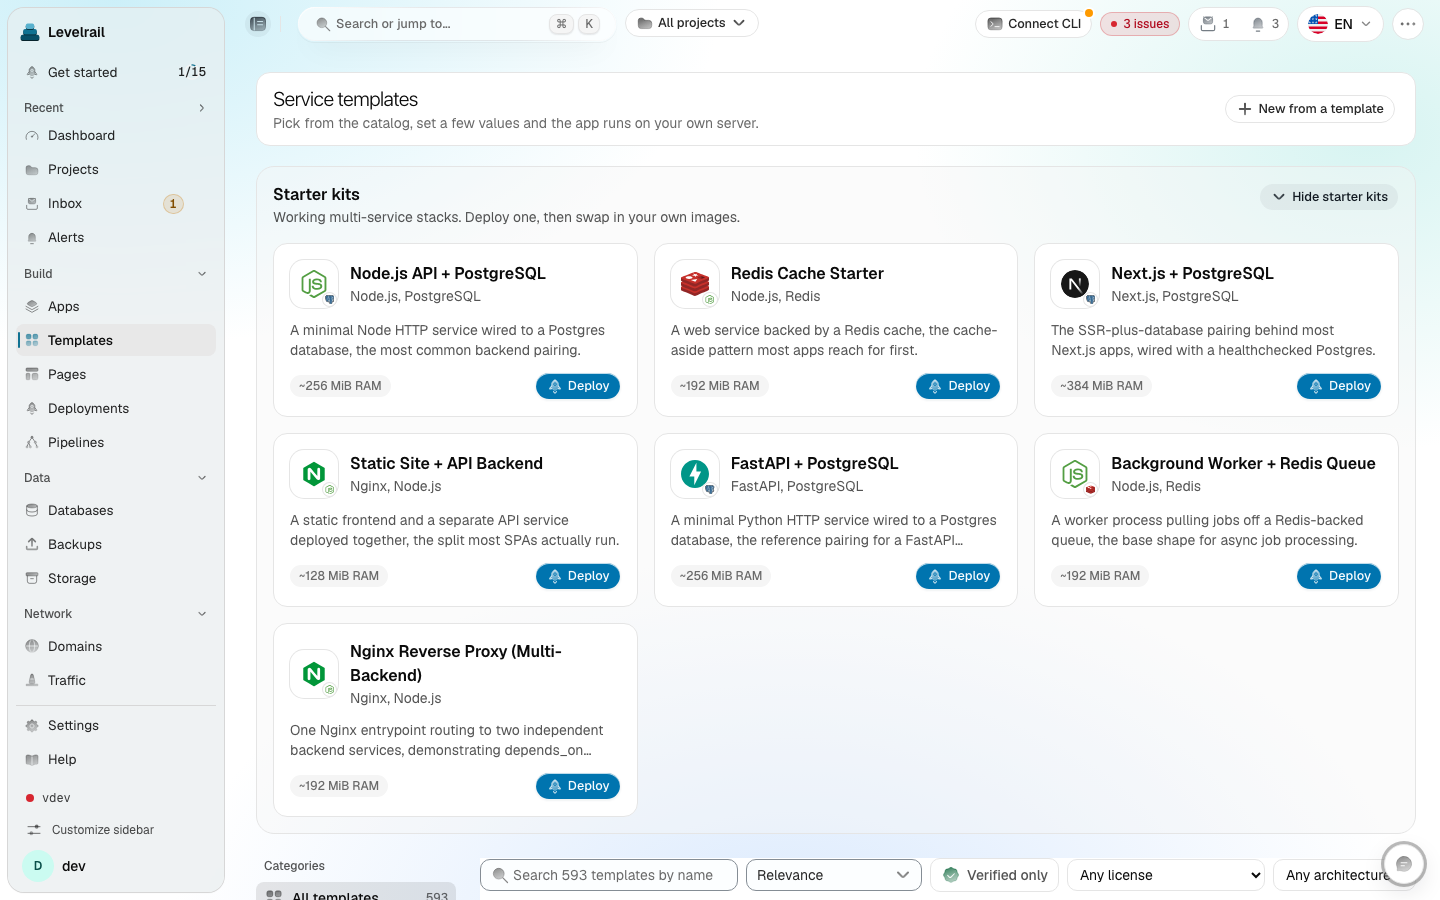 Levelrail
Get started 1/15
Recent
Dashboard
Projects
Inbox 1
Alerts
Build
Apps
Templates
Pages
Deployments
Pipelines
Data
Databases
Backups
Storage
Network
Domains
Traffic
Settings
Help
vdev
Customize sidebar
D dev
Search or jump to... ⌘ K
All projects
Connect CLI
3 issues
1 3
EN
Service templates
Pick from the catalog, set a few values and the app runs on your own server.
New from a template
Starter kits
Working multi-service stacks. Deploy one, then swap in your own images.
Hide starter kits
Node.js API + PostgreSQL
Node.js, PostgreSQL
A minimal Node HTTP service wired to a Postgres
database, the most common backend pairing.
~256 MiB RAM
Deploy
Redis Cache Starter
Node.js, Redis
A web service backed by a Redis cache, the cache-
aside pattern most apps reach for first.
~192 MiB RAM
Deploy
Next.js + PostgreSQL
Next.js, PostgreSQL
The SSR-plus-database pairing behind most
Next.js apps, wired with a healthchecked Postgres.
~384 MiB RAM
Deploy
Static Site + API Backend
Nginx, Node.js
A static frontend and a separate API service
deployed together, the split most SPAs actually run.
~128 MiB RAM
Deploy
FastAPI + PostgreSQL
FastAPI, PostgreSQL
A minimal Python HTTP service wired to a Postgres
database, the reference pairing for a FastAPI...
~256 MiB RAM
Deploy
Background Worker + Redis Queue
Node.js, Redis
A worker process pulling jobs off a Redis-backed
queue, the base shape for async job processing.
~192 MiB RAM
Deploy
Nginx Reverse Proxy (Multi-
Backend)
Nginx, Node.js
One Nginx entrypoint routing to two independent
backend services, demonstrating depends_on...
~192 MiB RAM
Deploy
Categories
All templates 593
Search 593 templates by name
Relevance
Verified only
Any license
Any architecture